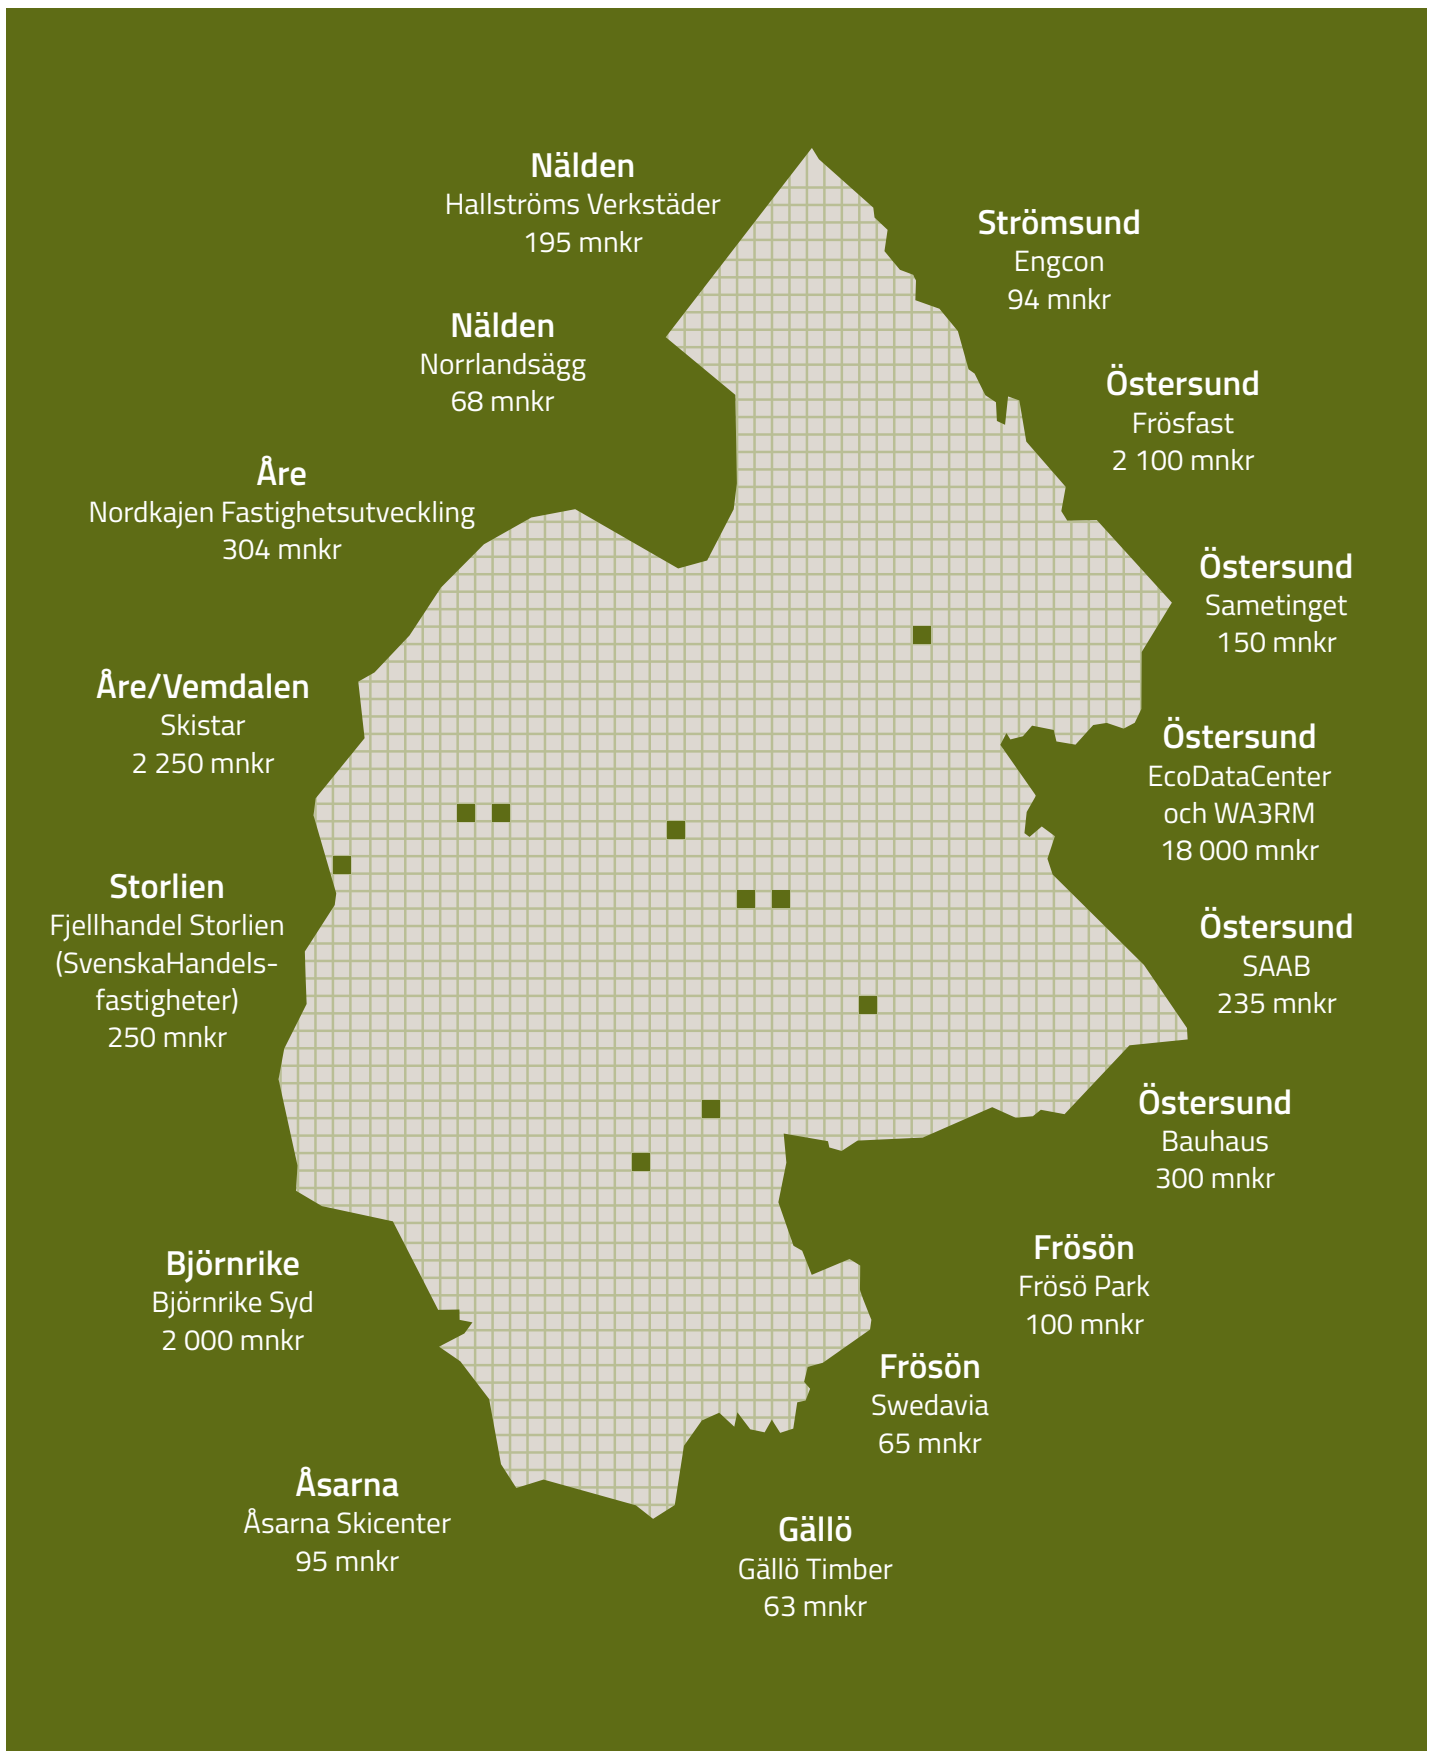 Nälden
Hallströms Verkstäder
195 mnkr
Nälden
Norrlandsägg
68 mnkr
Åre
Nordkajen Fastighetsutveckling
304 mnkr
Åre/Vemdalen
Skistar
2 250 mnkr
Storlien
Fjellhandel Storlien
(SvenskaHandels-
fastigheter)
250 mnkr
Björnrike
Björnrike Syd
2 000 mnkr
Åsarna
Åsarna Skicenter
95 mnkr
Strömsund
Engcon
94 mnkr
Östersund
Frösfast
2 100 mnkr
Östersund
Sametinget
150 mnkr
Östersund
EcoDataCenter
och WA3RM
18 000 mnkr
Östersund
SAAB
235 mnkr
Östersund
Bauhaus
300 mnkr
Frösön
Frösö Park
100 mnkr
Frösön
Swedavia
65 mnkr
Gällö
Gällö Timber
63 mnkr